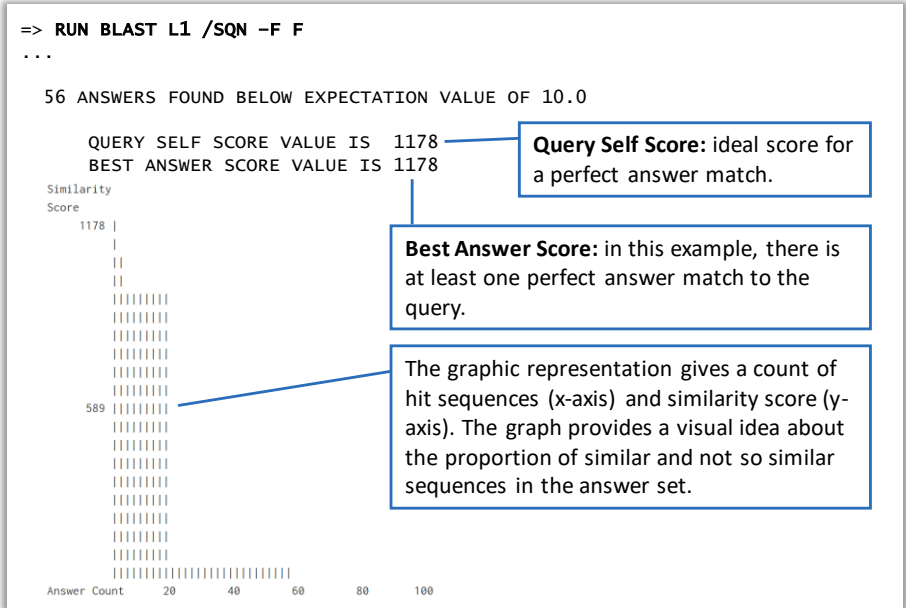 => RUN BLAST L1 /SQN –F F
...
56 ANSWERS FOUND BELOW EXPECTATION VALUE OF 10.0
QUERY SELF SCORE VALUE IS 1178
BEST ANSWER SCORE VALUE IS 1178
Query Self Score: ideal score for
a perfect answer match.
Similarity
Score
1178
Best Answer Score: in this example, there is
at least one perfect answer match to the
query.
The graphic representation gives a count of
hit sequences (x-axis) and similarity score (y-
axis). The graph provides a visual idea about
the proportion of similar and not so similar
sequences in the answer set.
589
Answer Count 20 40 60 80 100